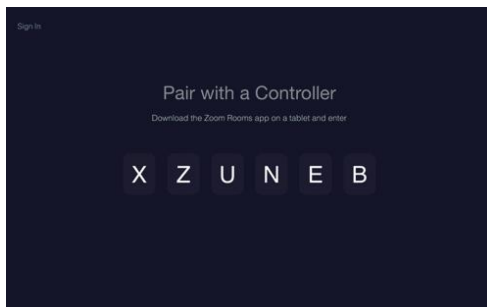 Sign In
Pair with a Controller
Download the Zoom Rooms app on a tablet and enter
X Z U N E B